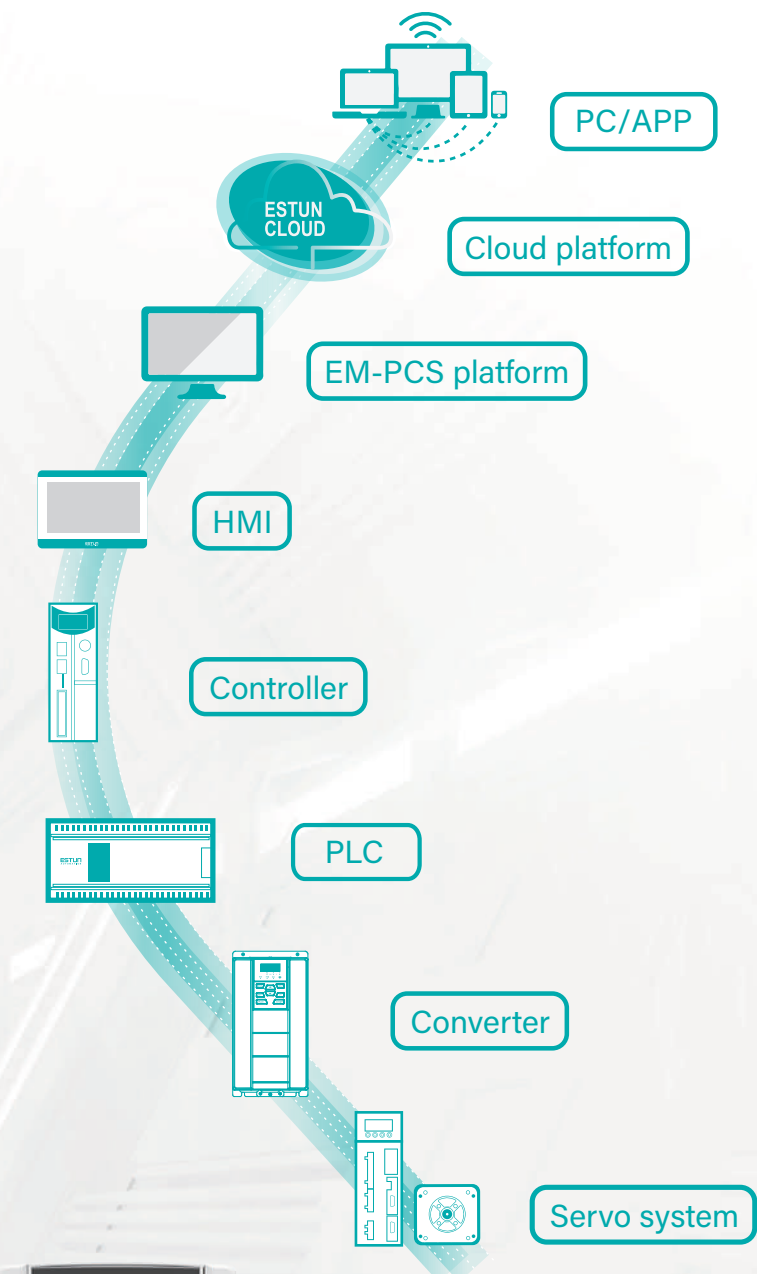 PC/APP
ESTUN
CLOUD
Cloud platform
EM-PCS platform
HMI
Controller
ESTUN
PLC
Converter
Servo system